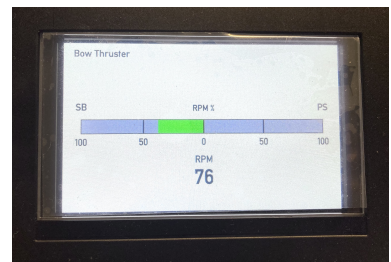 Bow Thruster
SB RPM % PS
100 50 0 50 100
RPM
76